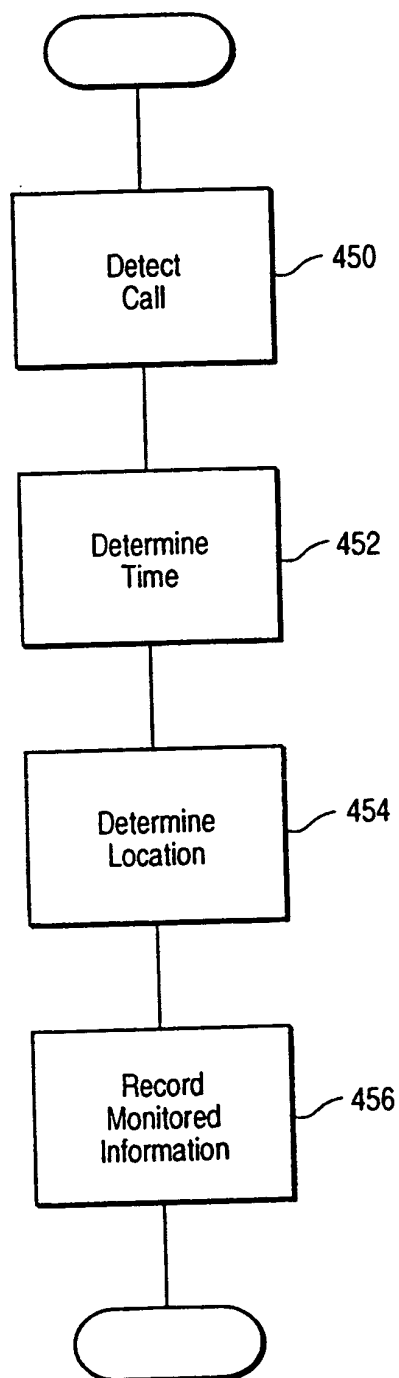 Detect
Call
450
Determine
Time
452
Determine
Location
454
Record
Monitored
Information
456